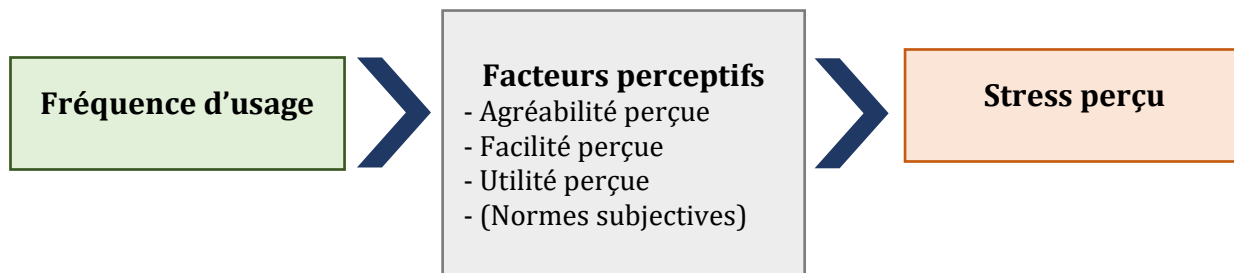 Fréquence d’usage
Facteurs perceptifs
- Agréabilité perçue
- Facilité perçue
- Utilité perçue
- (Normes subjectives)
Stress perçu